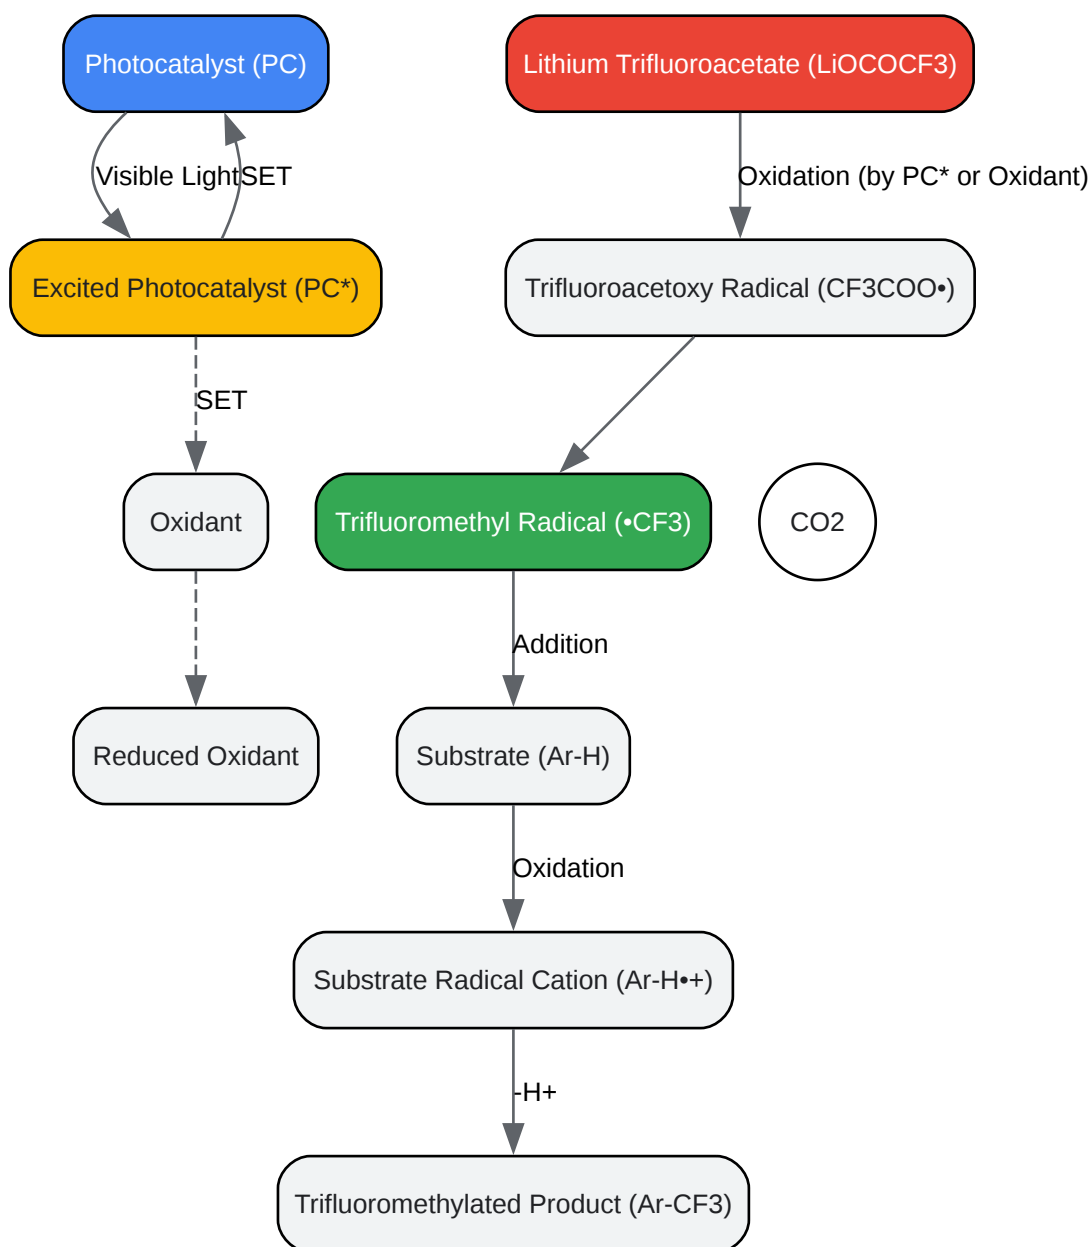 Photocatalyst (PC)
Lithium Trifluoroacetate (LiOCOCF3)
Visible Light
SET
Oxidation (by PC* or Oxidant)
Excited Photocatalyst (PC*)
Trifluoroacetoxy Radical (CF3COO•)
SET
Oxidant
Trifluoromethyl Radical (•CF3)
CO2
Addition
Reduced Oxidant
Substrate (Ar-H)
Oxidation
Substrate Radical Cation (Ar-H•+)
-H+
Trifluoromethylated Product (Ar-CF3)